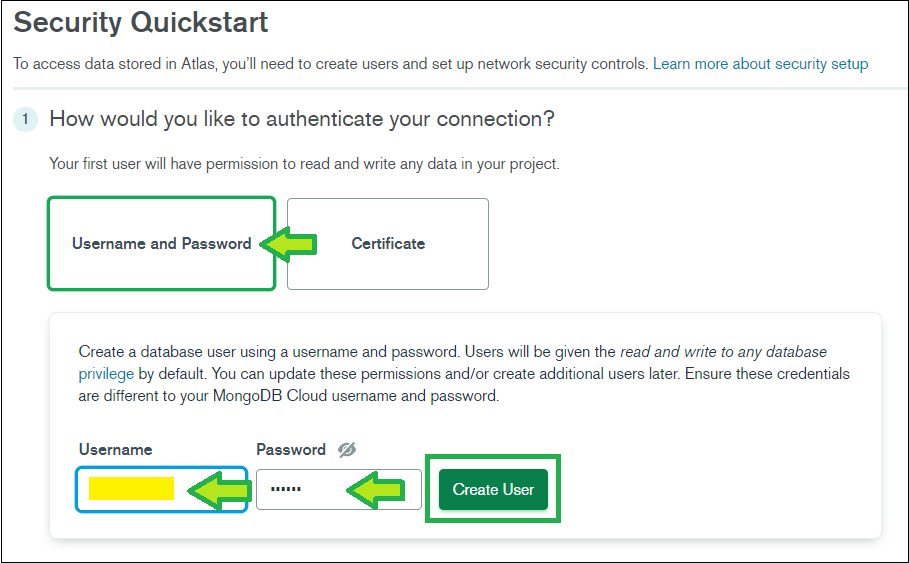 Security Quickstart
To access data stored in Atlas, you'll need to create users and set up network security controls. Learn more about security setup
1 How would you like to authenticate your connection?
Your first user will have permission to read and write any data in your project.
Username and Password Certificate
Create a database user using a username and password. Users will be given the read and write to any database
privilege by default. You can update these permissions and/or create additional users later. Ensure these credentials
are different to your MongoDB Cloud username and password.
Username Password
•••••• Create User